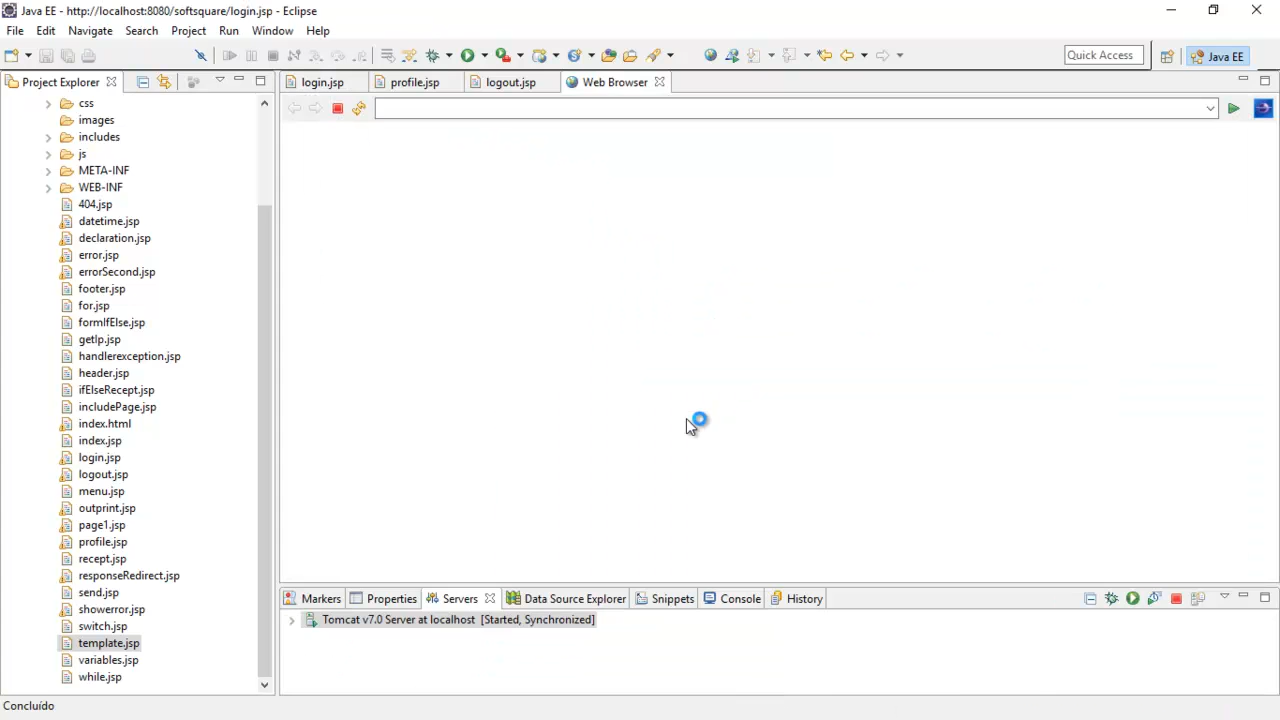 Java EE - http://localhost:8080/softsquare/login.jsp - Eclipse
File Edit Navigate Search Project Run Window Help
Quick Access
Java EE
Project Explorer
login.jsp
profile.jsp
logout.jsp
Web Browser
css
images
includes
js
META-INF
WEB-INF
404.jsp
datetime.jsp
declaration.jsp
error.jsp
errorSecond.jsp
footer.jsp
for.jsp
formIfElse.jsp
getIp.jsp
handlerexception.jsp
header.jsp
ifElseRecept.jsp
includePage.jsp
index.html
index.jsp
login.jsp
logout.jsp
menu.jsp
outprint.jsp
page1.jsp
profile.jsp
recept.jsp
responseRedirect.jsp
send.jsp
showerror.jsp
switch.jsp
template.jsp
variables.jsp
while.jsp
Markers Properties Servers Data Source Explorer Snippets Console History
Tomcat v7.0 Server at localhost [Started, Synchronized]
Concluído